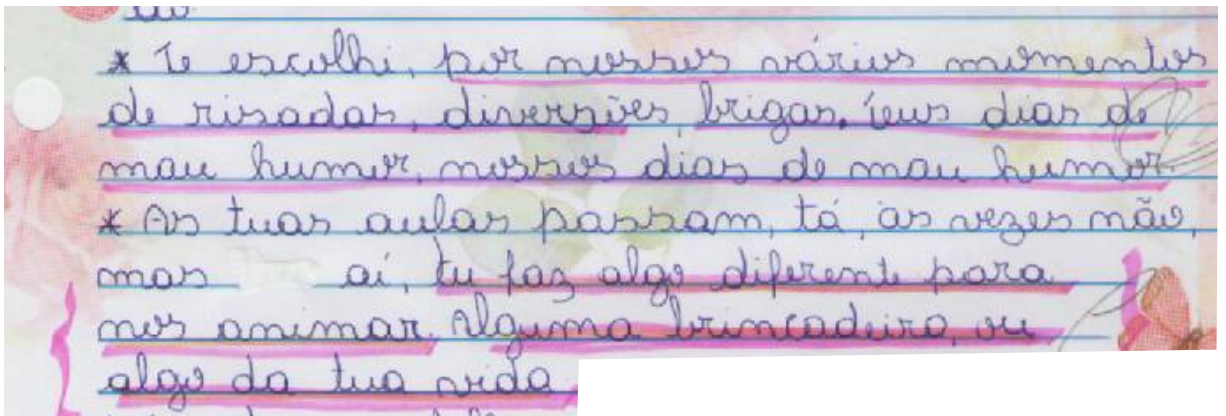 * Te escolhi, por nossos vários momentos
de risadas, diversões, brigas, teus dias de
mau humor, nossos dias de mau humor.
* As tuas aulas passam, tá, às vezes não,
mas aí, tu faz algo diferente para
nos animar. Alguma brincadeira, ou
algo da tua vida